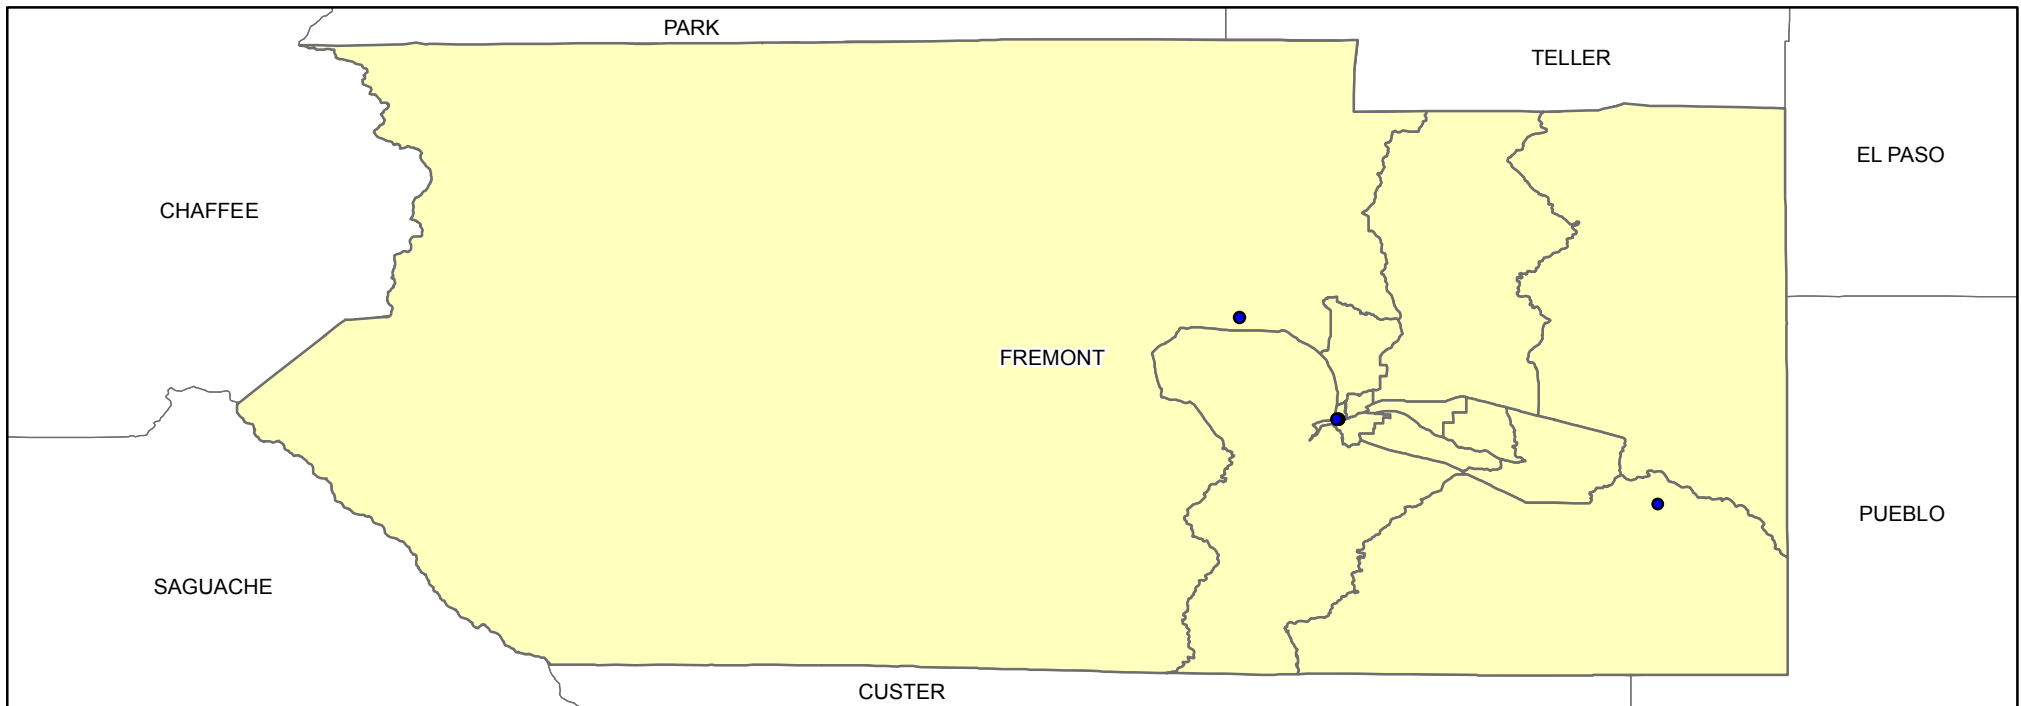 PARK
TELLER
EL PASO
CHAFFEE
FREMONT
PUEBLO
SAGUACHE
CUSTER